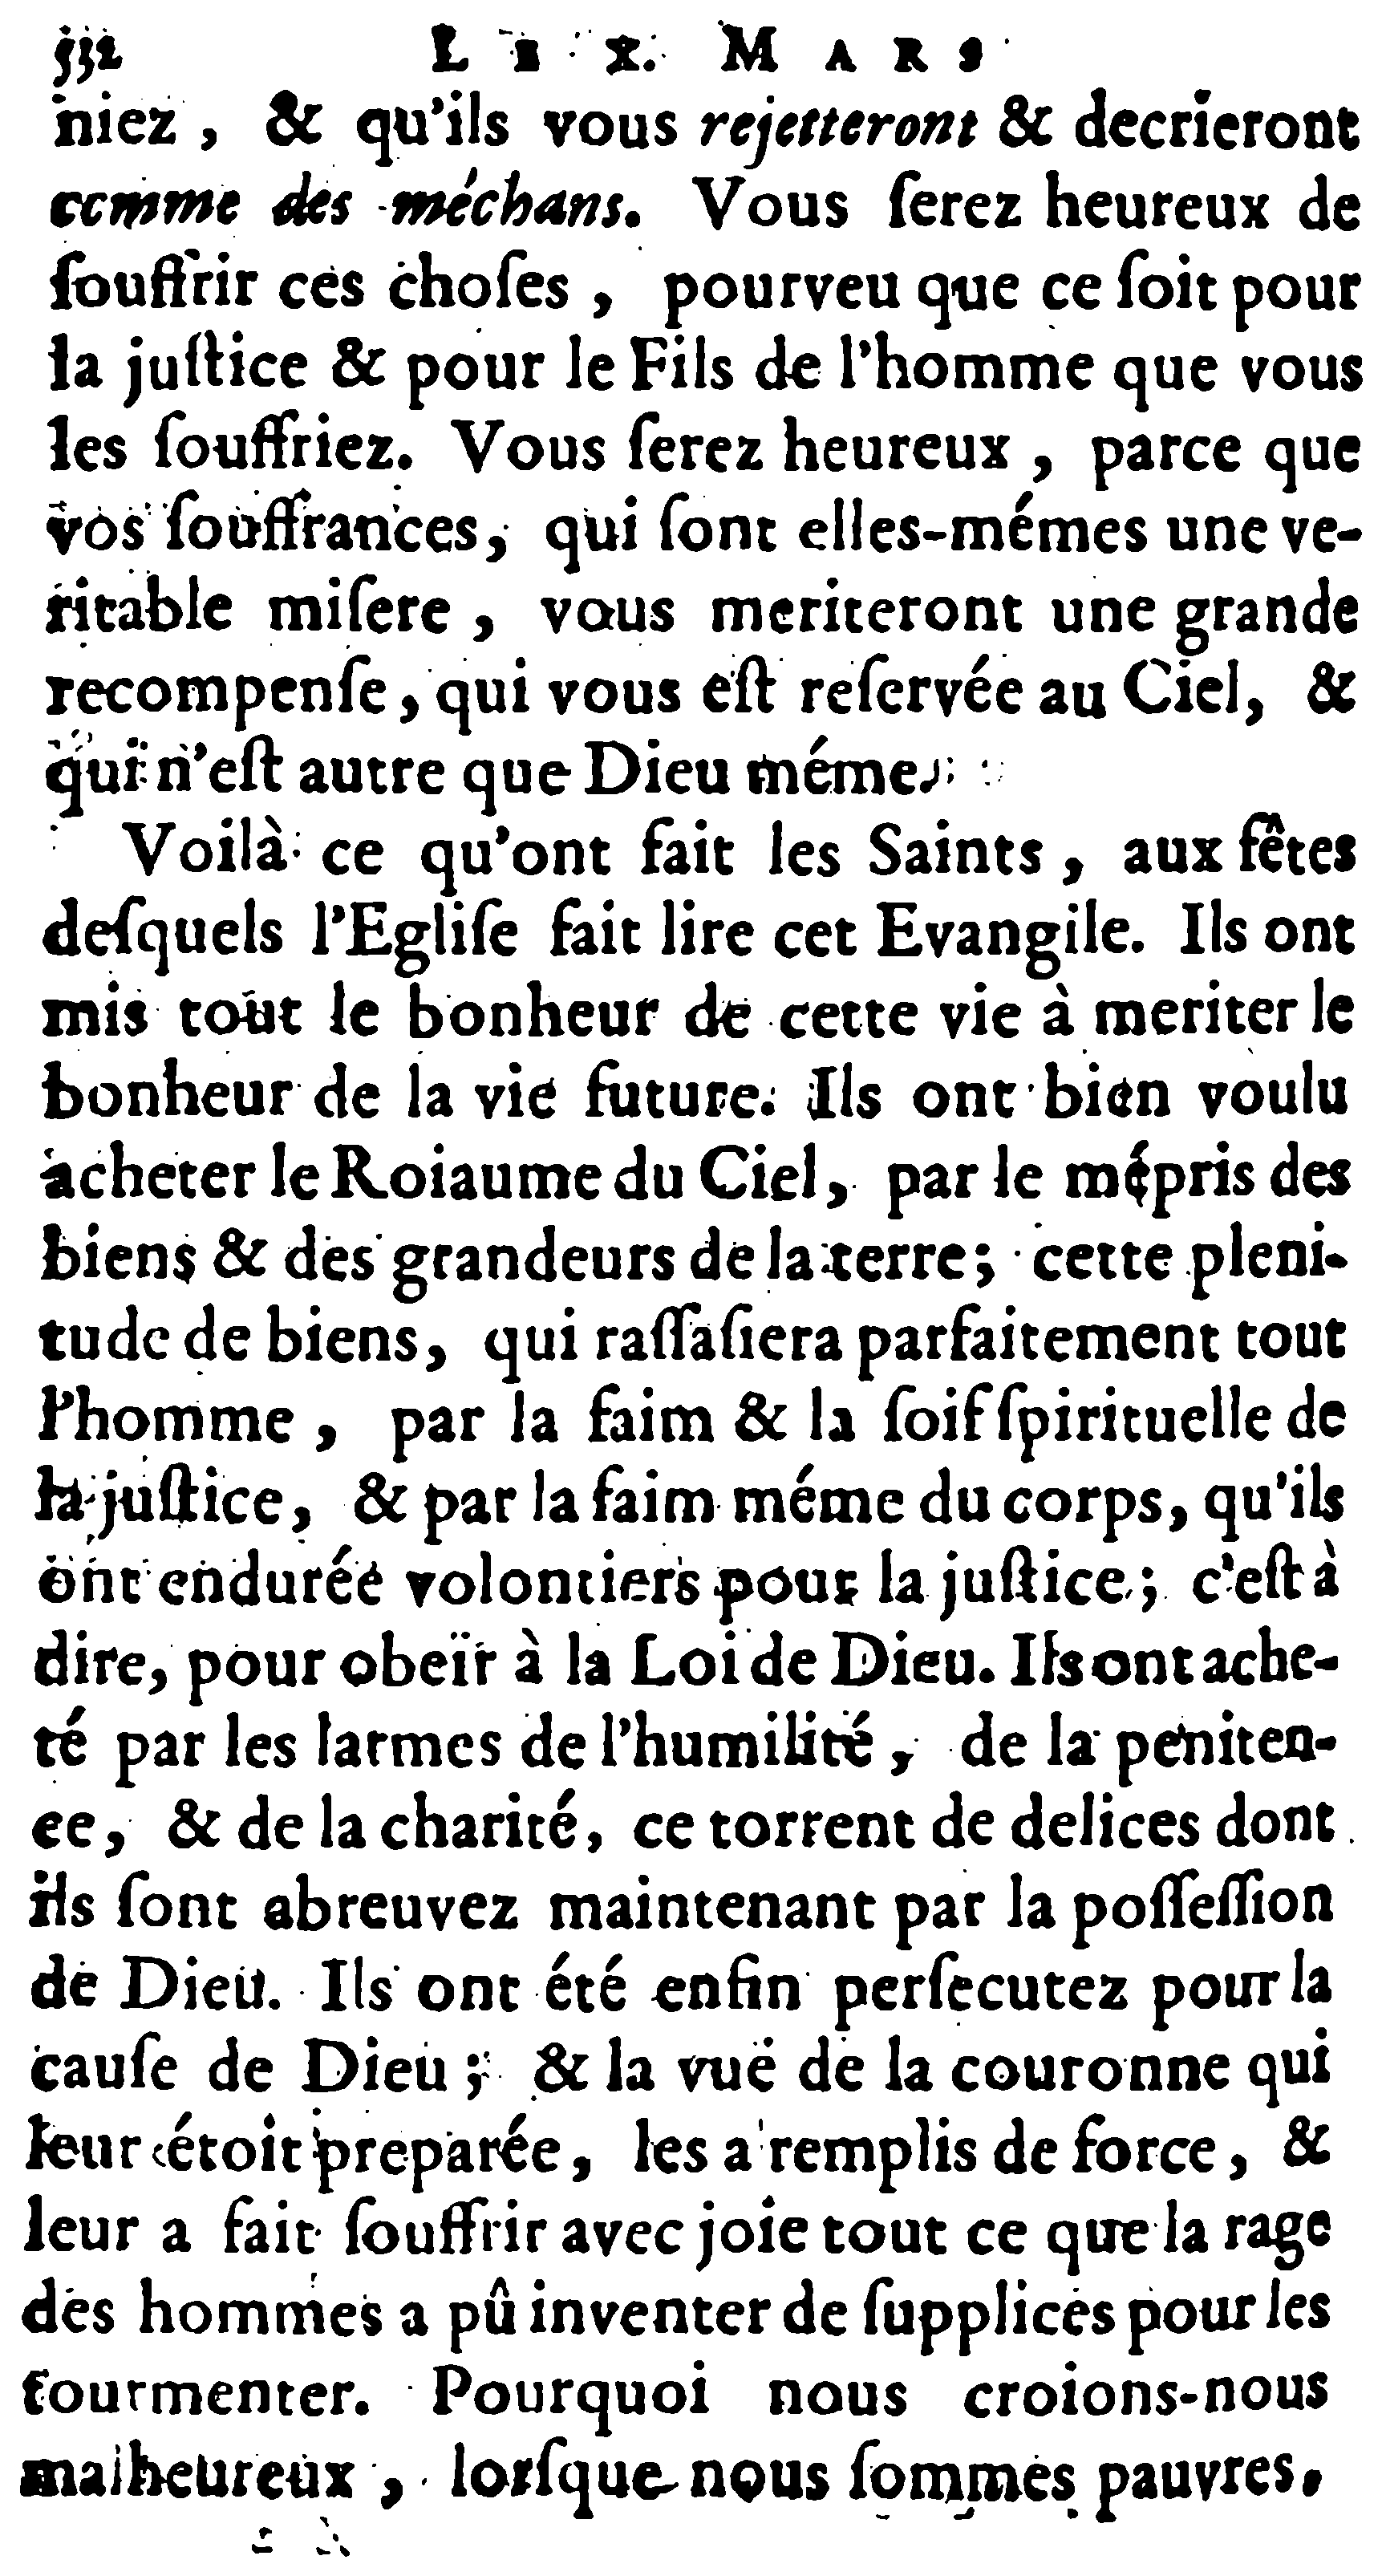 532 LE X. MARS
niez, & qu'ils vous rejetteront & decrieront
comme des méchans. Vous ſerez heureux de
ſouffrir ces choſes, pourveu que ce ſoit pour
la juſtice & pour le Fils de l'homme que vous
les ſouffriez. Vous ſerez heureux, parce que
vos ſouffrances, qui ſont elles-mémes une ve-
ritable miſere, vous meriteront une grande
recompenſe, qui vous eſt reſervée au Ciel, &
qui n'eſt autre que Dieu méme.
Voilà ce qu'ont fait les Saints, aux fêtes
deſquels l'Egliſe fait lire cet Evangile. Ils ont
mis tout le bonheur de cette vie à meriter le
bonheur de la vie future. Ils ont bien voulu
acheter le Roiaume du Ciel, par le mépris des
biens & des grandeurs de la terre; cette pleni-
tude de biens, qui raſſaſiera parfaitement tout
l'homme, par la faim & la ſoif ſpirituelle de
la juſtice, & par la faim méme du corps, qu'ils
ont endurée volontiers pour la juſtice; c'eſt à
dire, pour obeïr à la Loi de Dieu. Ils ont ache-
té par les larmes de l'humilité, de la peniten-
ce, & de la charité, ce torrent de delices dont
ils ſont abreuvez maintenant par la poſſeſſion
de Dieu. Ils ont été enfin perſecutez pour la
cauſe de Dieu; & la vuë de la couronne qui
leur étoit preparée, les a remplis de force, &
leur a fait ſouffrir avec joie tout ce que la rage
des hommes a pû inventer de ſupplices pour les
tourmenter. Pourquoi nous croions-nous
malheureux, lorſque nous ſommes pauvres,